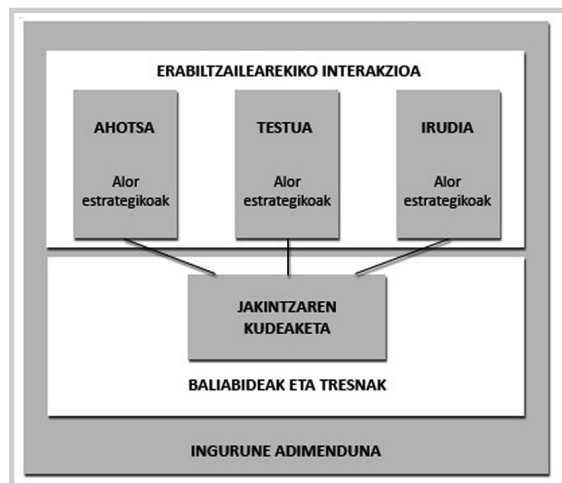 ERABILTZAILEAREKIKO INTERAKZIOA
AHOTSA
Alor
estrategikoak
TESTUA
Alor
estrategikoak
IRUDIA
Alor
estrategikoak
JAKINTZAREN
KUDEAKETA
BALIABIDEAK ETA TRESNAK
INGURUNE ADIMENDUNA